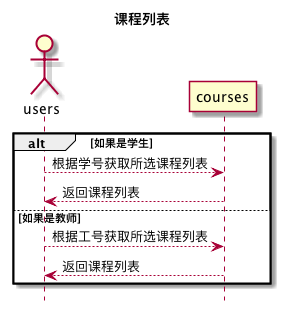 课程列表
users
courses
alt [如果是学生]
根据学号获取所选课程列表
返回课程列表
[如果是教师]
根据工号获取所选课程列表
返回课程列表